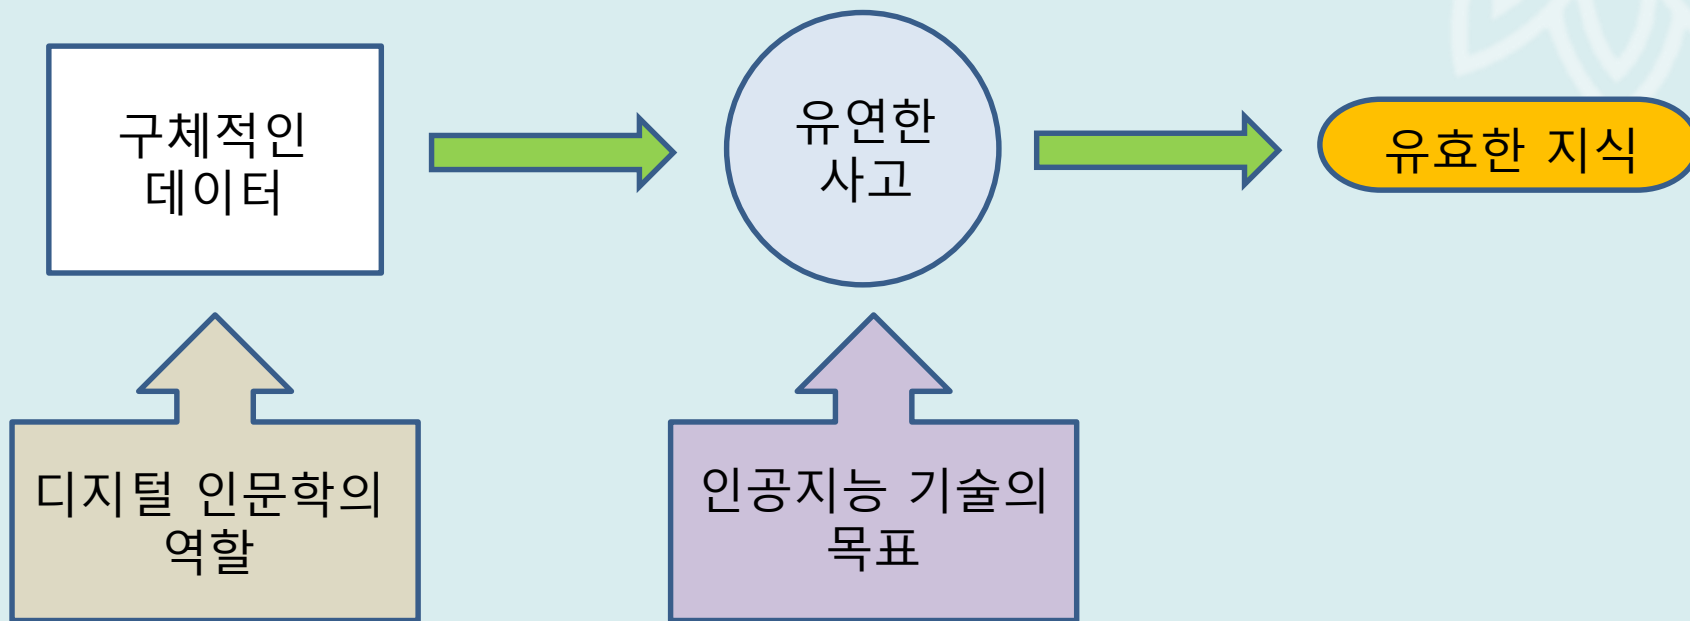 구체적인
데이터
유연한
사고
유효한 지식
디지털 인문학의
역할
인공지능 기술의
목표